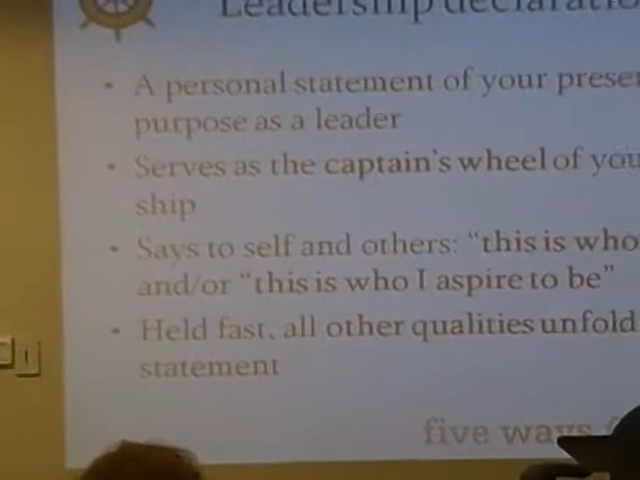 Leadership declaratio
A personal statement of your prese
purpose as a leader
Serves as the captain's wheel of you
ship
Says to self and others: "this is who
and/or "this is who I aspire to be"
Held fast, all other qualities unfold
statement
five ways